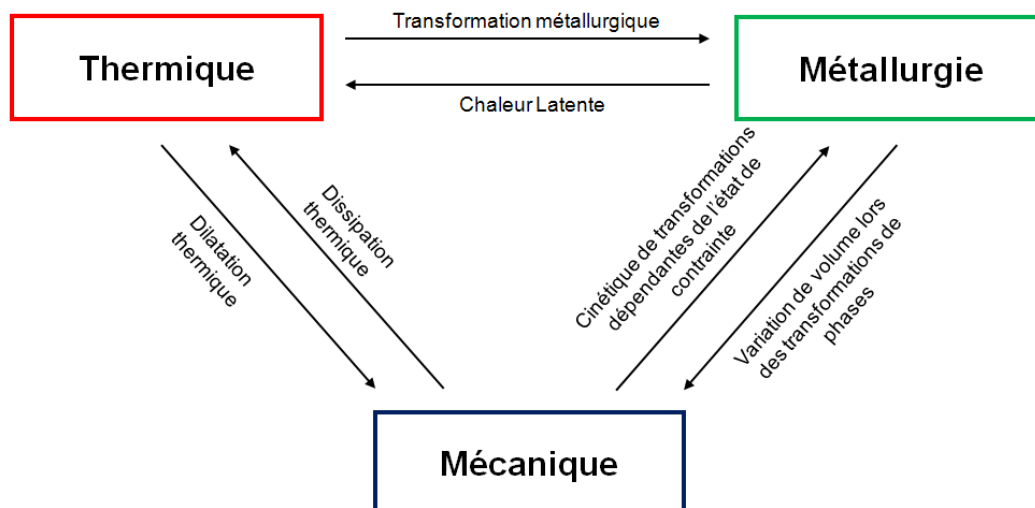 Transformation métallurgique
Thermique
Métallurgie
Chaleur Latente
Dilatation
thermique
Dissipation
thermique
Cinétique de transformations
dépendantes de l'état de
contrainte
Variation de volume lors
des transformations de
phases
Mécanique